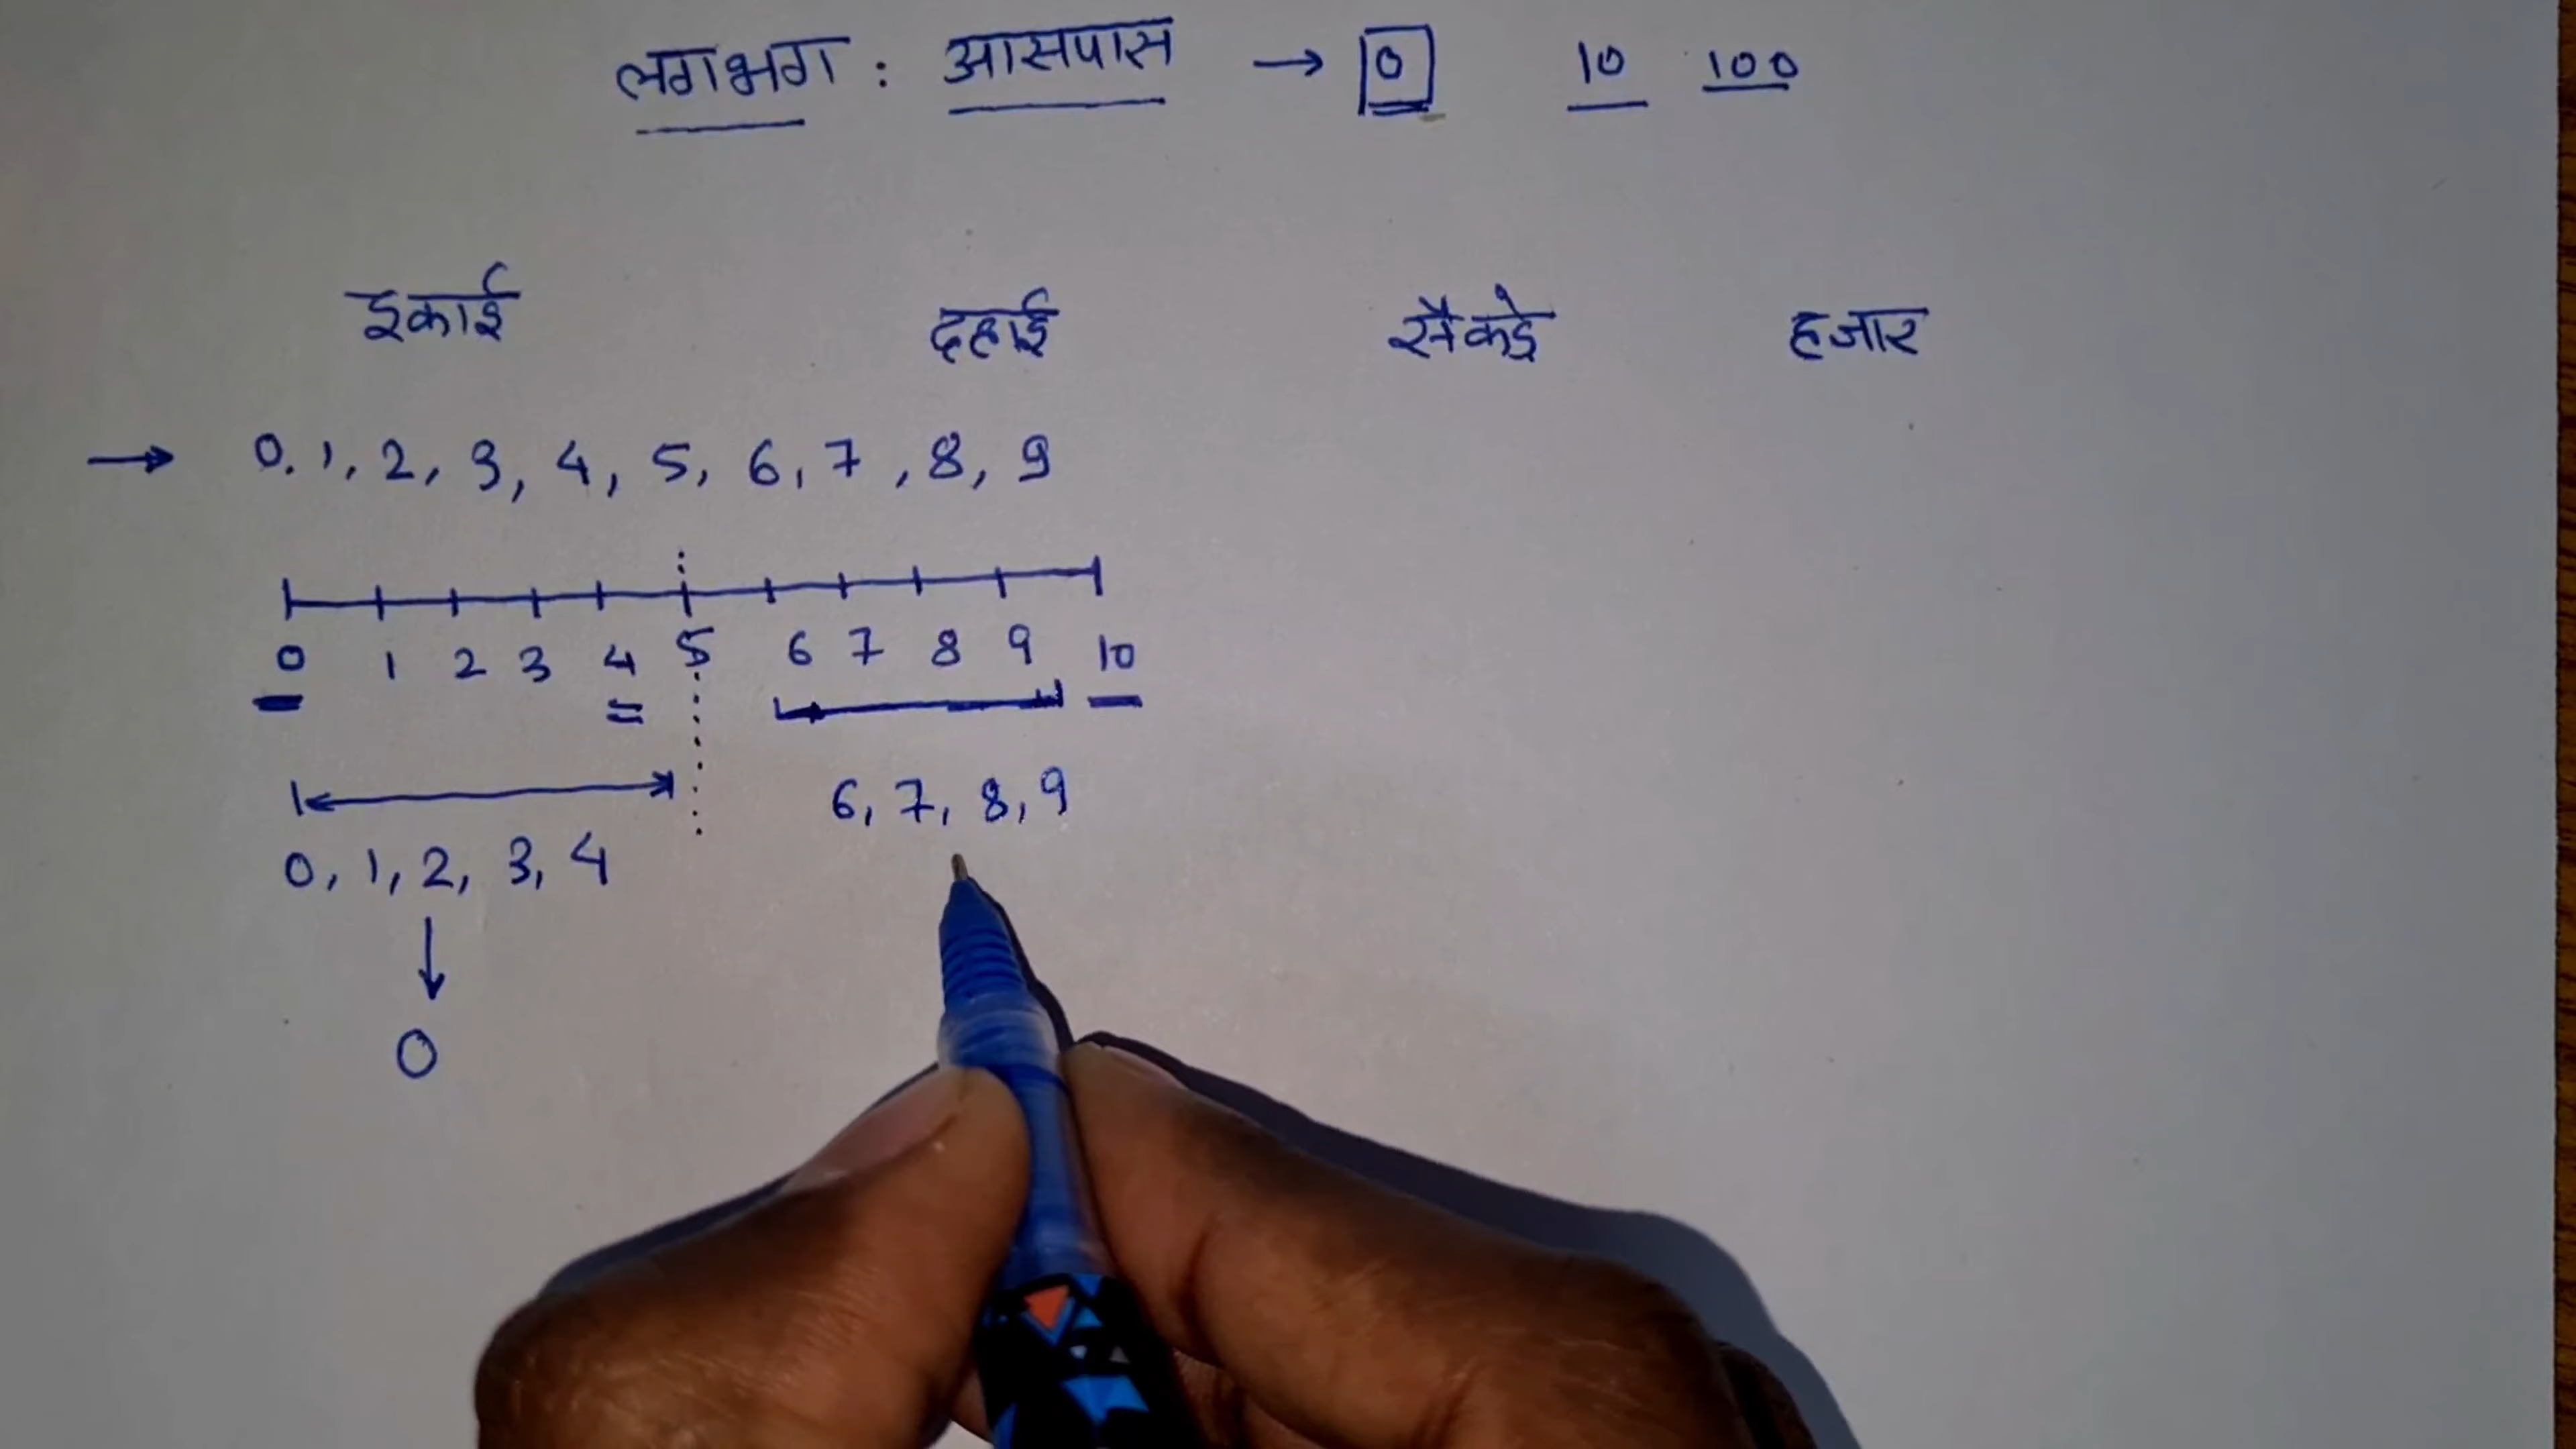 लगभग : आसपास → 0 10 100
इकाई दहाई सैकड़े हजार
→ 0, 1, 2, 3, 4, 5, 6, 7, 8, 9
0 1 2 3 4 5 6 7 8 9 10
6, 7, 8, 9
0, 1, 2, 3, 4
↓
0